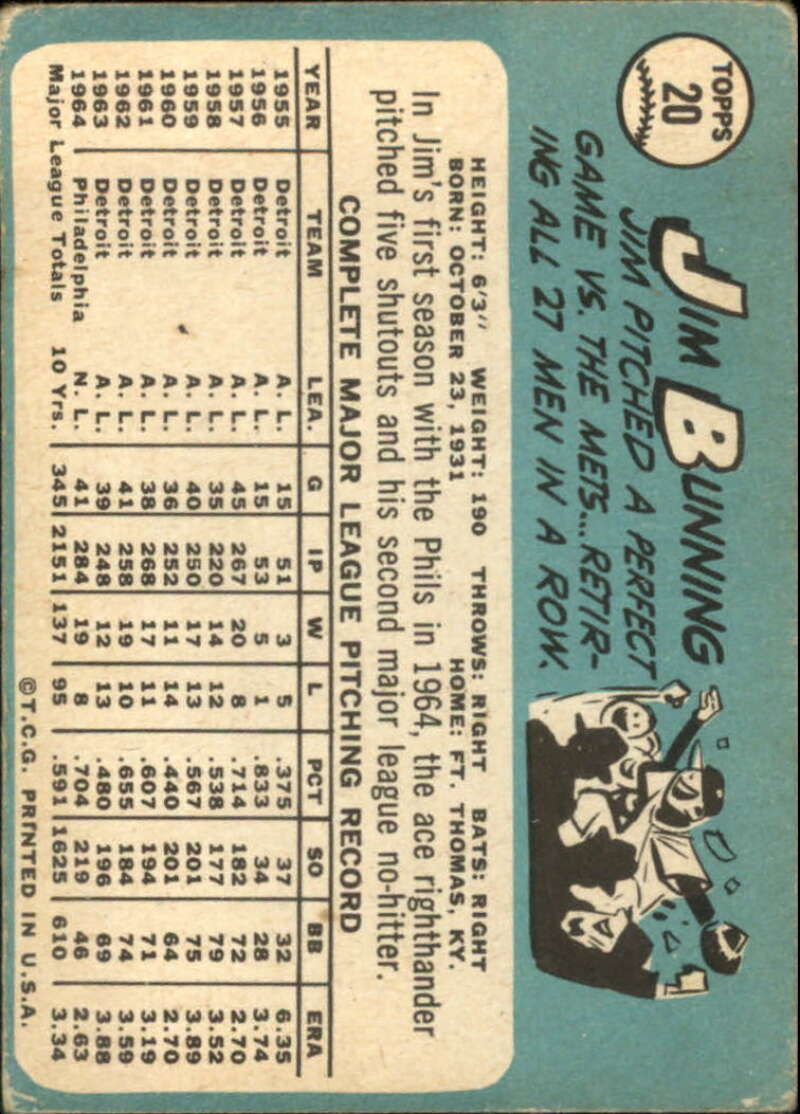 TOPPS
20
JIM BUNNING
JIM PITCHED A PERFECT
GAME VS. THE METS...RETIR-
ING ALL 27 MEN IN A ROW.
HEIGHT: 6'3" WEIGHT: 190 THROWS: RIGHT BATS: RIGHT
BORN: OCTOBER 23, 1931 HOME: FT. THOMAS, KY.
In Jim's first season with the Phils in 1964, the ace righthander
pitched five shutouts and his second major league no-hitter.
COMPLETE MAJOR LEAGUE PITCHING RECORD
YEAR TEAM LEA. G IP W L PCT SO BB ERA
1955 Detroit A. L. 15 51 3 5 .375 37 32 6.35
1956 Detroit A. L. 15 53 5 1 .833 34 28 3.74
1957 Detroit A. L. 45 267 20 8 .714 182 72 2.70
1958 Detroit A. L. 35 220 14 12 .538 177 79 3.52
1959 Detroit A. L. 40 250 17 13 .567 201 75 3.89
1960 Detroit A. L. 36 252 11 14 .440 201 64 2.70
1961 Detroit A. L. 38 268 17 11 .607 194 71 3.19
1962 Detroit A. L. 41 258 19 10 .655 184 74 3.59
1963 Detroit A. L. 39 248 12 13 .480 196 69 3.88
1964 Philadelphia N. L. 41 284 19 8 .704 219 46 2.63
Major League Totals 10 Yrs. 345 2151 137 95 .591 1625 610 3.34
©T.C.G. PRINTED IN U.S.A.